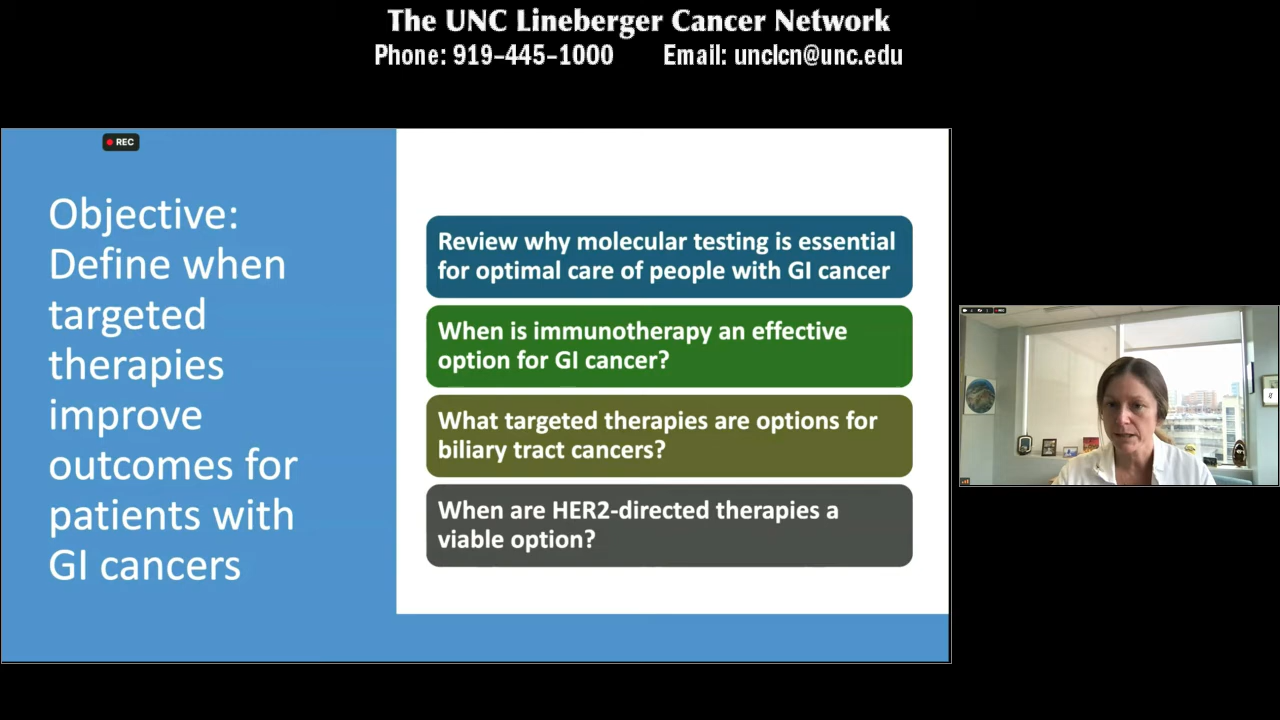 The UNC Lineberger Cancer Network
Phone: 919-445-1000 Email: unclcn@unc.edu
REC
Objective:
Define when
targeted
therapies
improve
outcomes for
patients with
GI cancers
Review why molecular testing is essential
for optimal care of people with GI cancer
When is immunotherapy an effective
option for GI cancer?
What targeted therapies are options for
biliary tract cancers?
When are HER2-directed therapies a
viable option?